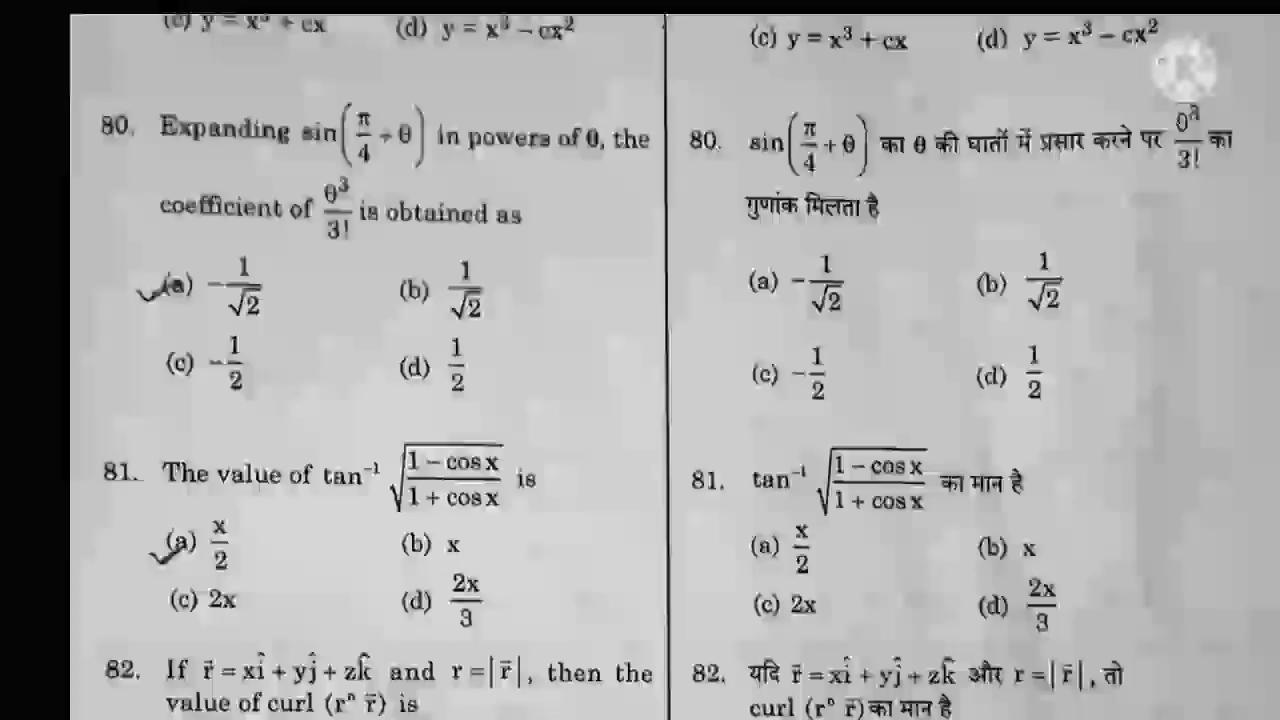 (c) y = x³ + cx (d) y = x³ − cx²
80. Expanding sin(π/4 + θ) in powers of θ, the
coefficient of θ³/3! is obtained as
(a) −1/√2 (b) 1/√2
(c) −1/2 (d) 1/2
81. The value of tan⁻¹ √((1 − cos x)/(1 + cos x)) is
(a) x/2 (b) x
(c) 2x (d) 2x/3
82. If r̄ = xî + yĵ + zk̂ and r = |r̄|, then the
value of curl (rⁿ r̄) is
(c) y = x³ + cx (d) y = x³ − cx²
80. sin(π/4 + θ) का θ की घातों में प्रसार करने पर θ³/3! का
गुणांक मिलता है
(a) −1/√2 (b) 1/√2
(c) −1/2 (d) 1/2
81. tan⁻¹ √((1 − cos x)/(1 + cos x)) का मान है
(a) x/2 (b) x
(c) 2x (d) 2x/3
82. यदि r̄ = xî + yĵ + zk̂ और r = |r̄|, तो
curl (rⁿ r̄) का मान है